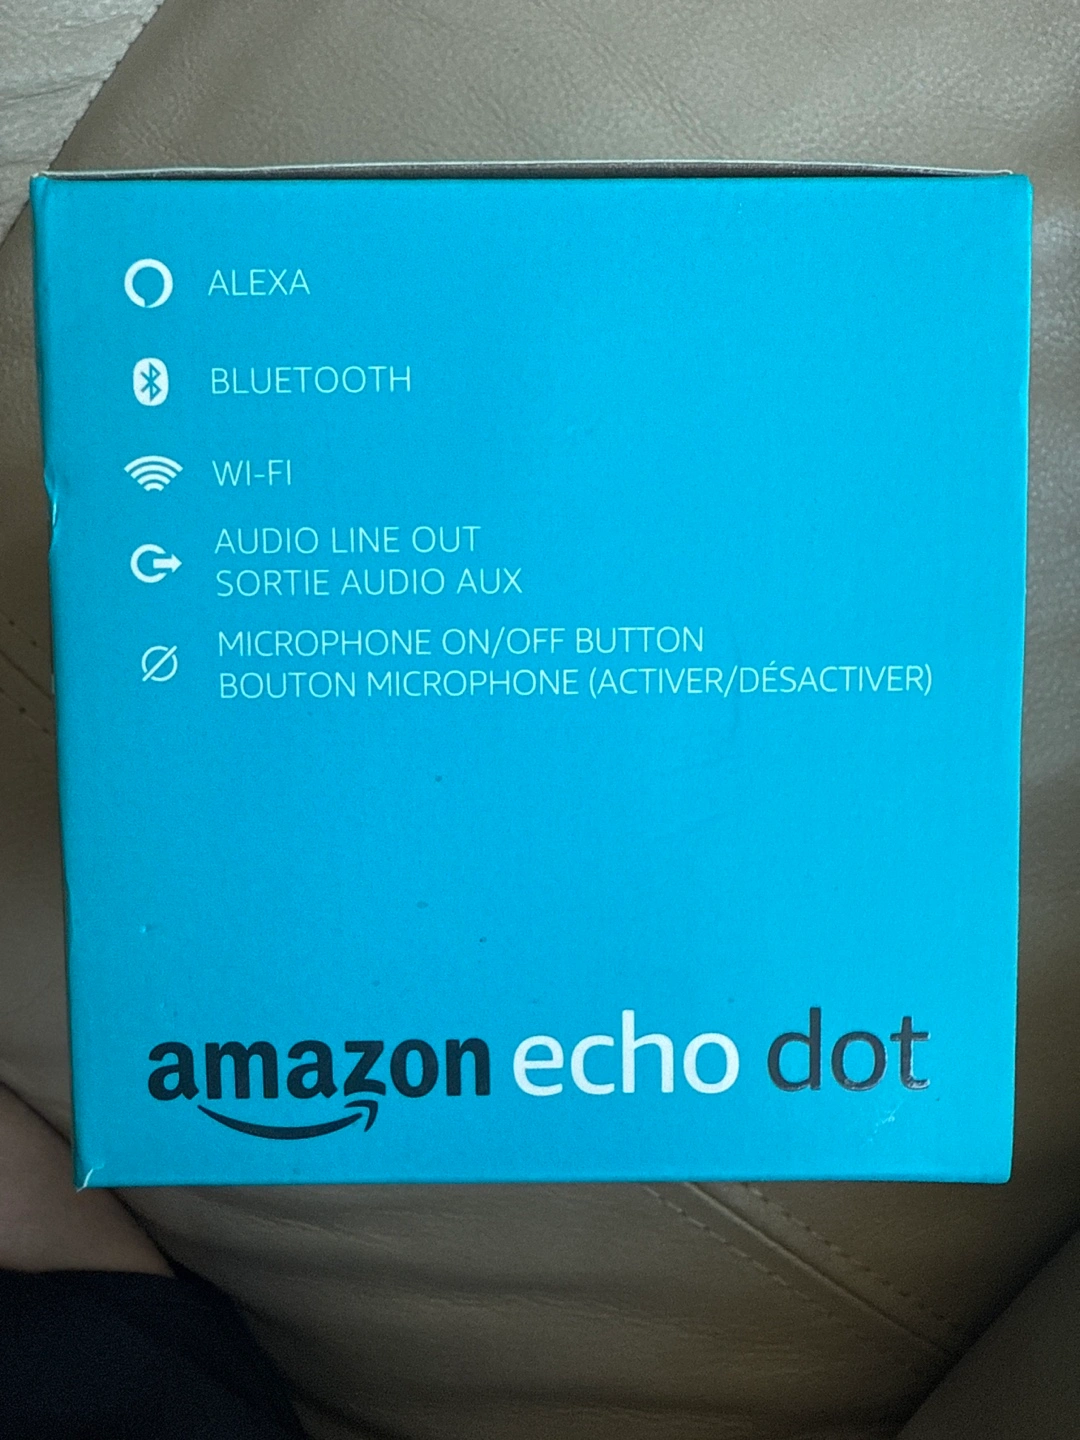 ALEXA
BLUETOOTH
WI-FI
AUDIO LINE OUT
SORTIE AUDIO AUX
MICROPHONE ON/OFF BUTTON
BOUTON MICROPHONE (ACTIVER/DÉSACTIVER)
amazon echo dot